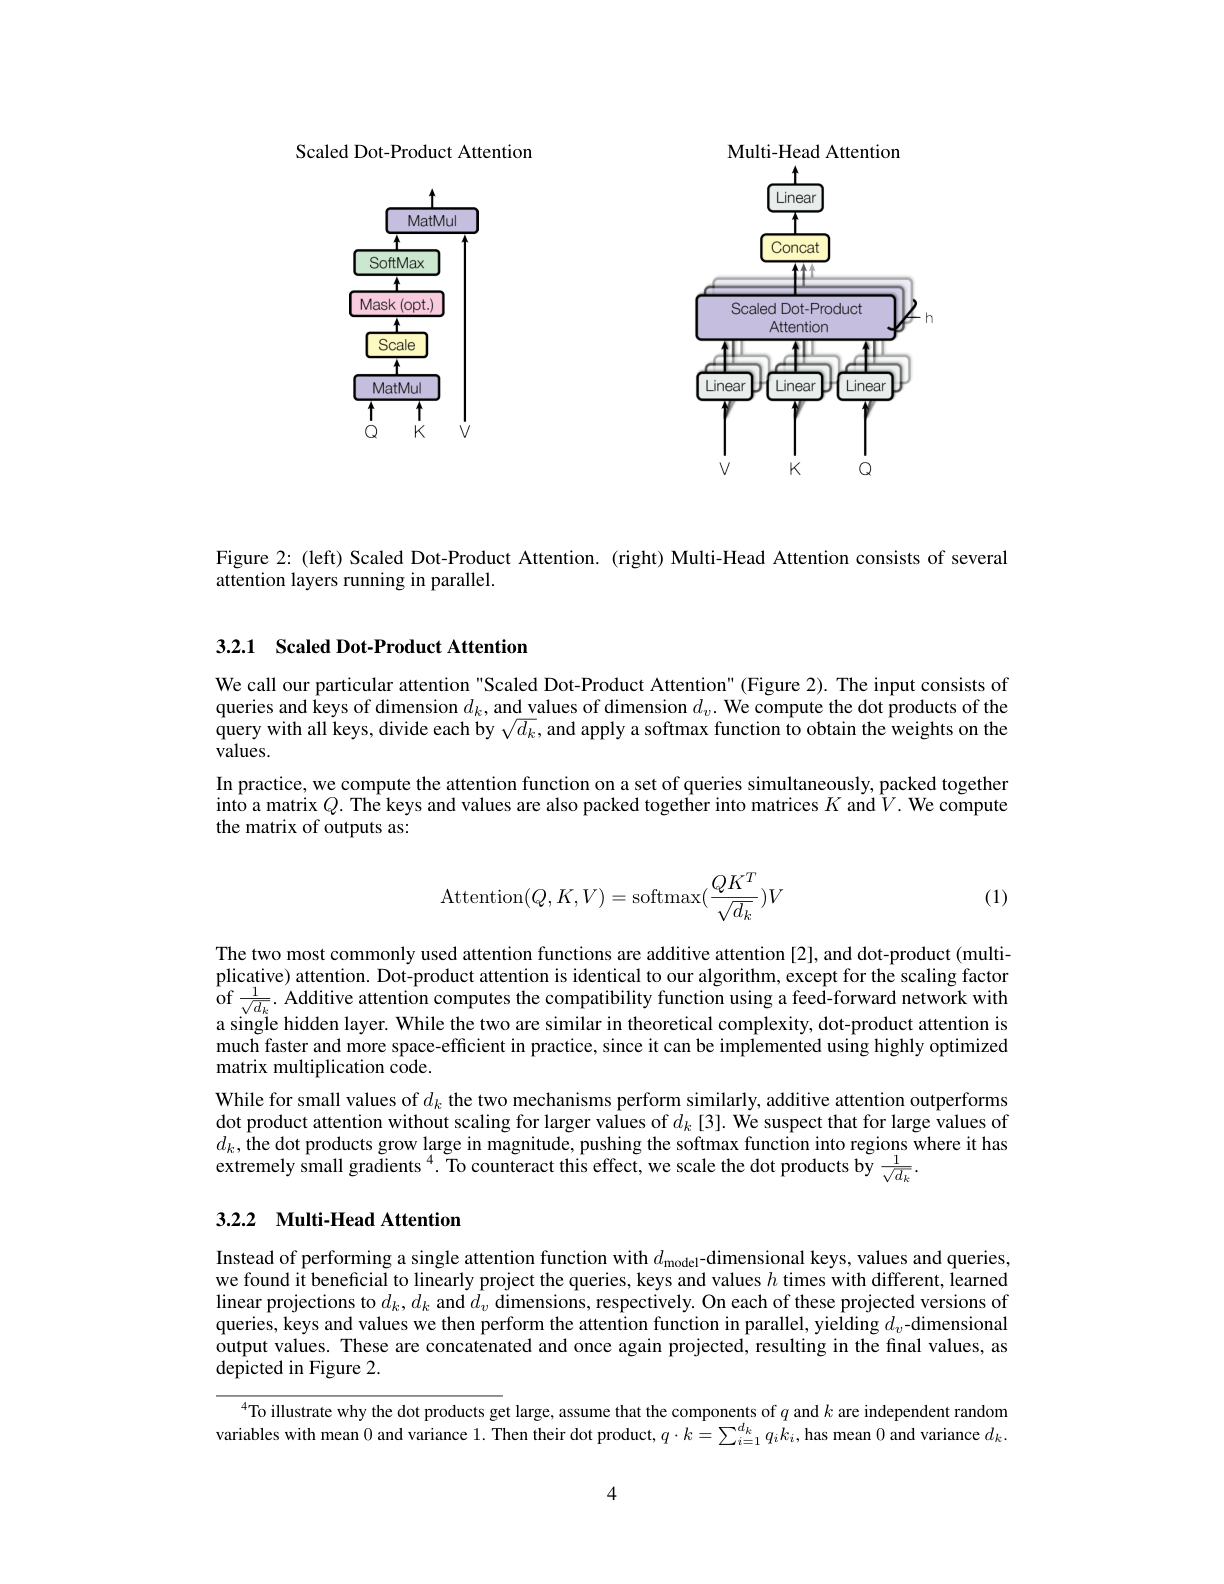 Scaled Dot-Product Attention
MatMul
SoftMax
Mask (opt.)
Scale
MatMul
Q K V
Multi-Head Attention
Linear
Concat
Scaled Dot-Product
Attention
h
Linear Linear Linear
V K Q
Figure 2: (left) Scaled Dot-Product Attention. (right) Multi-Head Attention consists of several
attention layers running in parallel.
3.2.1 Scaled Dot-Product Attention
We call our particular attention "Scaled Dot-Product Attention" (Figure 2). The input consists of
queries and keys of dimension d_k, and values of dimension d_v. We compute the dot products of the
query with all keys, divide each by √d_k, and apply a softmax function to obtain the weights on the
values.
In practice, we compute the attention function on a set of queries simultaneously, packed together
into a matrix Q. The keys and values are also packed together into matrices K and V. We compute
the matrix of outputs as:
Attention(Q, K, V) = softmax(QK^T / √d_k)V (1)
The two most commonly used attention functions are additive attention [2], and dot-product (multi-
plicative) attention. Dot-product attention is identical to our algorithm, except for the scaling factor
of 1/√d_k. Additive attention computes the compatibility function using a feed-forward network with
a single hidden layer. While the two are similar in theoretical complexity, dot-product attention is
much faster and more space-efficient in practice, since it can be implemented using highly optimized
matrix multiplication code.
While for small values of d_k the two mechanisms perform similarly, additive attention outperforms
dot product attention without scaling for larger values of d_k [3]. We suspect that for large values of
d_k, the dot products grow large in magnitude, pushing the softmax function into regions where it has
extremely small gradients ⁴. To counteract this effect, we scale the dot products by 1/√d_k.
3.2.2 Multi-Head Attention
Instead of performing a single attention function with d_model-dimensional keys, values and queries,
we found it beneficial to linearly project the queries, keys and values h times with different, learned
linear projections to d_k, d_k and d_v dimensions, respectively. On each of these projected versions of
queries, keys and values we then perform the attention function in parallel, yielding d_v-dimensional
output values. These are concatenated and once again projected, resulting in the final values, as
depicted in Figure 2.
⁴To illustrate why the dot products get large, assume that the components of q and k are independent random
variables with mean 0 and variance 1. Then their dot product, q · k = ∑_{i=1}^{d_k} q_i k_i, has mean 0 and variance d_k.
4